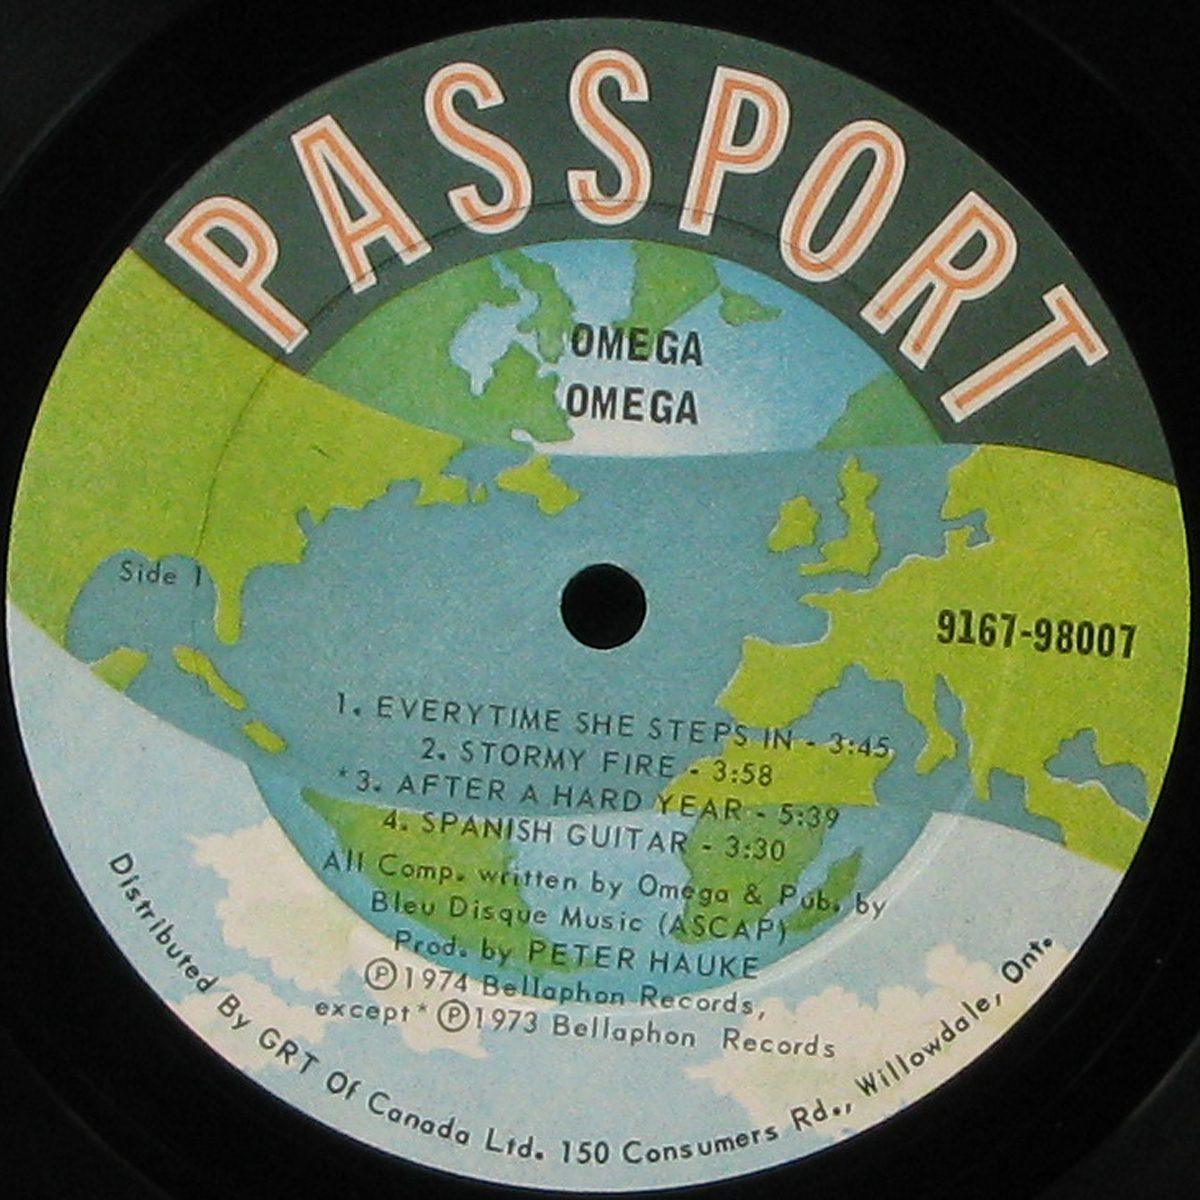 PASSPORT
OMEGA
OMEGA
Side 1
9167-98007
1. EVERYTIME SHE STEPS IN - 3:45
2. STORMY FIRE - 3:58
*3. AFTER A HARD YEAR - 5:39
4. SPANISH GUITAR - 3:30
All Comp. written by Omega & Pub. by
Bleu Disque Music (ASCAP)
Prod. by PETER HAUKE
Ⓟ1974 Bellaphon Records,
except* Ⓟ1973 Bellaphon Records
Distributed By GRT Of Canada Ltd. 150 Consumers Rd., Willowdale, Ont.